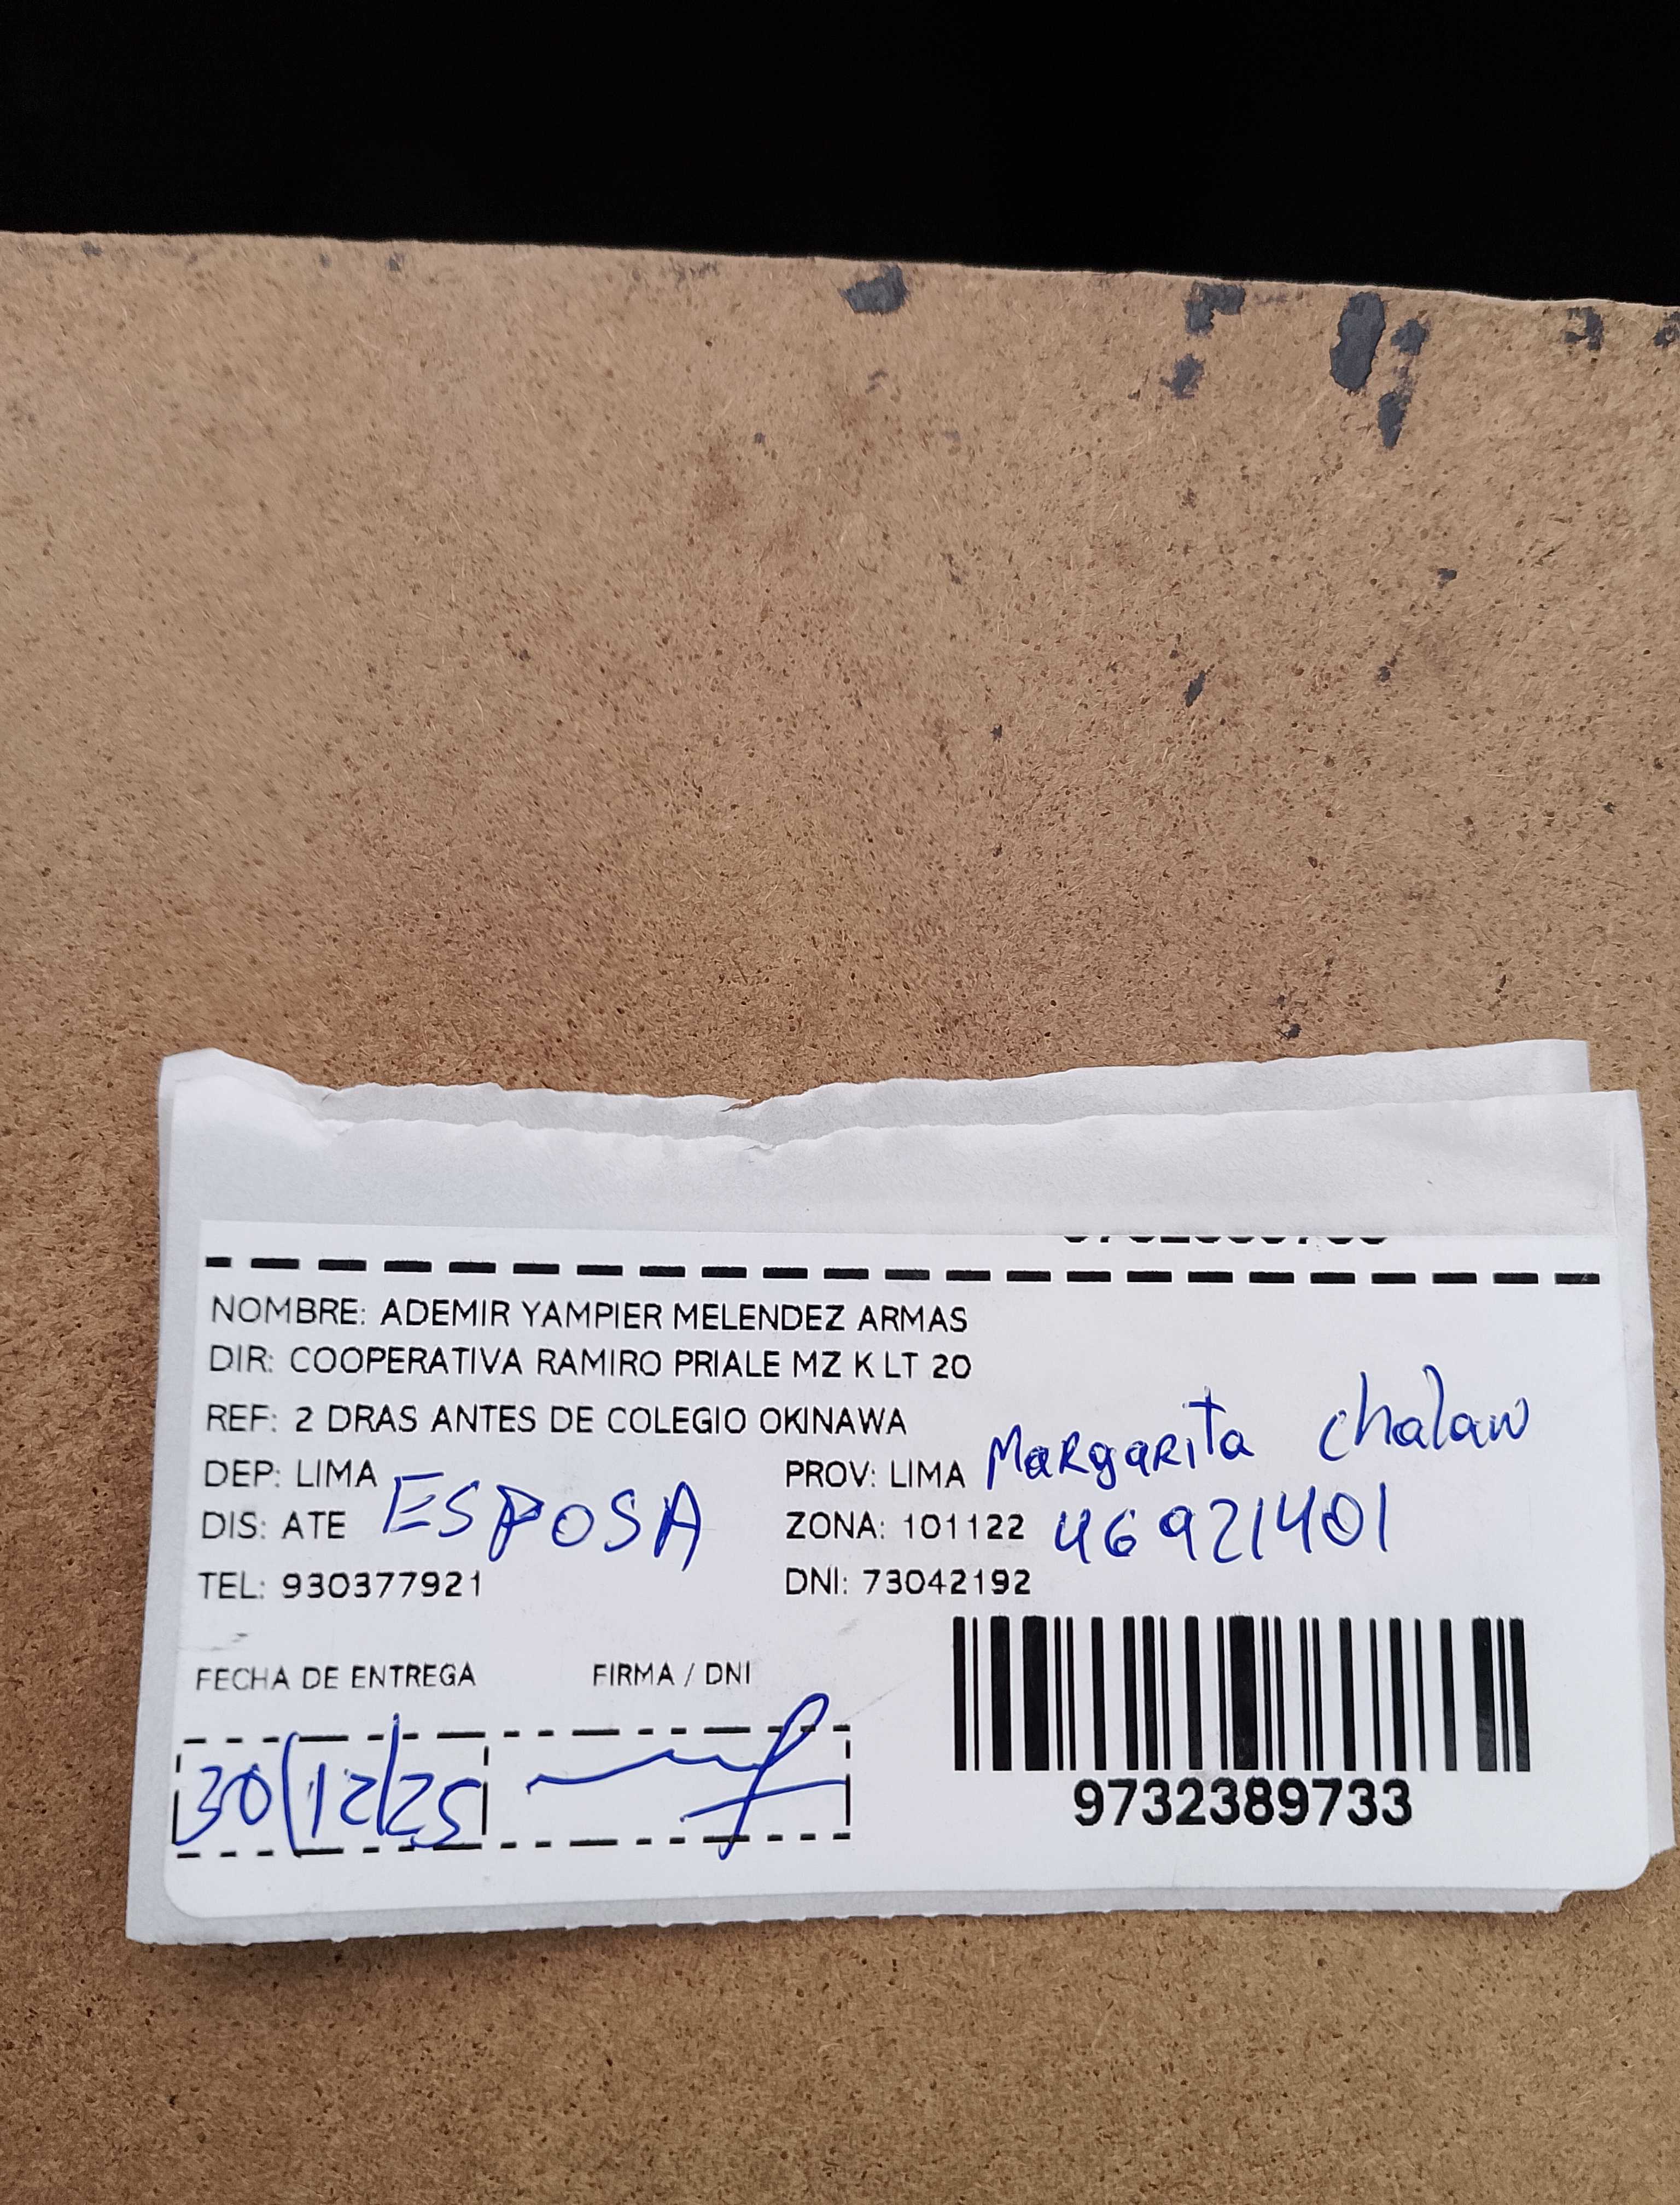 NOMBRE: ADEMIR YAMPIER MELENDEZ ARMAS
DIR: COOPERATIVA RAMIRO PRIALE MZ K LT 20
REF: 2 DRAS ANTES DE COLEGIO OKINAWA
DEP: LIMA PROV: LIMA Margarita chalaw
DIS: ATE ESPOSA ZONA: 101122 46921401
TEL: 930377921 DNI: 73042192
FECHA DE ENTREGA FIRMA / DNI
30/12/25
9732389733